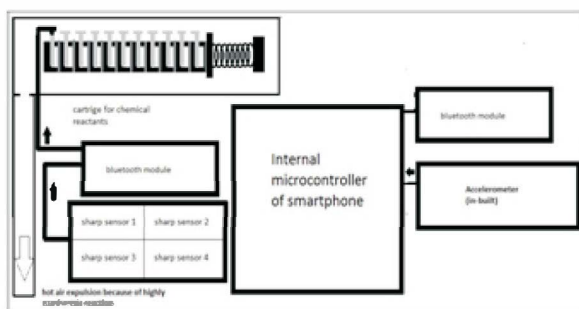 cartrige for chemical
reactants
bluetooth module
sharp sensor 1
sharp sensor 2
sharp sensor 3
sharp sensor 4
hot air expulsion because of highly
reaction
Internal
microcontroller
of smartphone
bluetooth module
Accelerometer
(in-built)